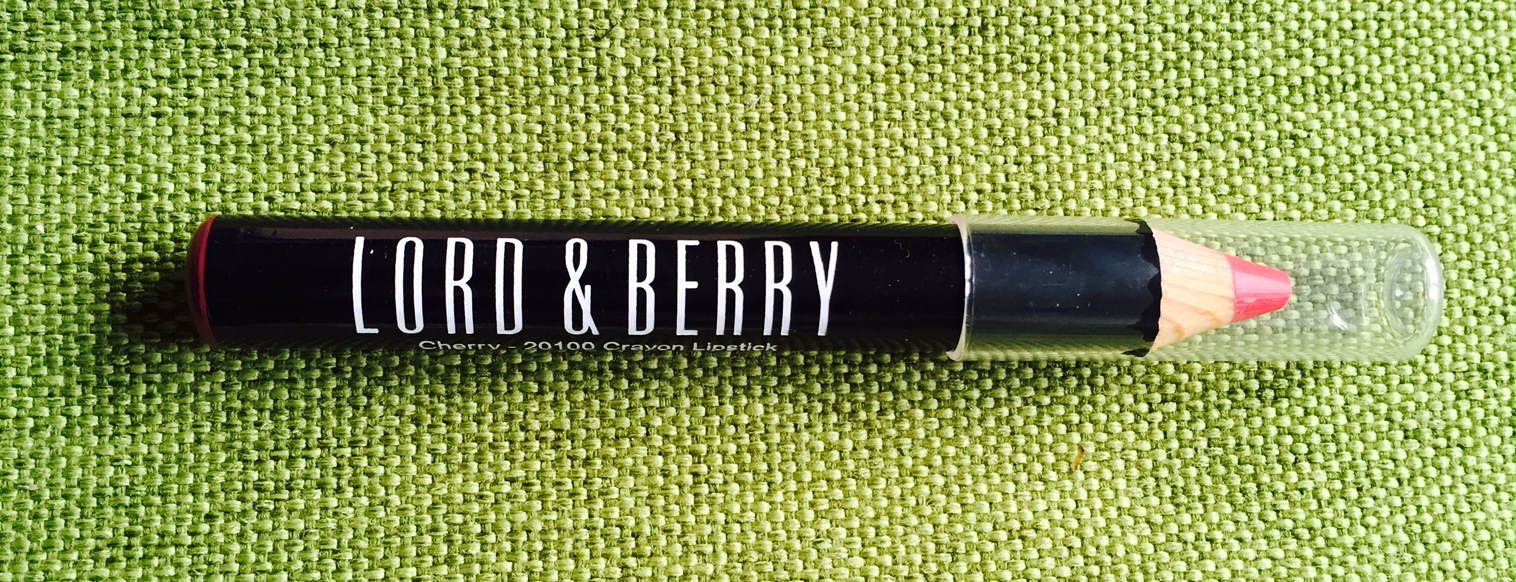 LORD & BERRY
Cherry - 20100 Crayon Lipstick